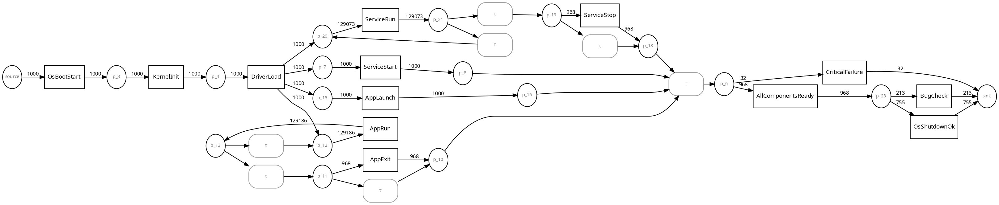 source
1000
OsBootStart
1000
p_3
1000
KernelInit
1000
p_4
1000
DriverLoad
1000
p_20
129073
ServiceRun
129073
p_21
τ
τ
p_19
968
ServiceStop
968
τ
p_18
1000
p_7
1000
ServiceStart
1000
p_8
1000
p_15
1000
AppLaunch
1000
p_16
1000
p_12
129186
AppRun
129186
p_13
τ
τ
p_11
968
AppExit
968
τ
p_10
τ
p_6
32
CriticalFailure
32
968
AllComponentsReady
968
p_23
213
BugCheck
213
755
OsShutdownOk
755
sink